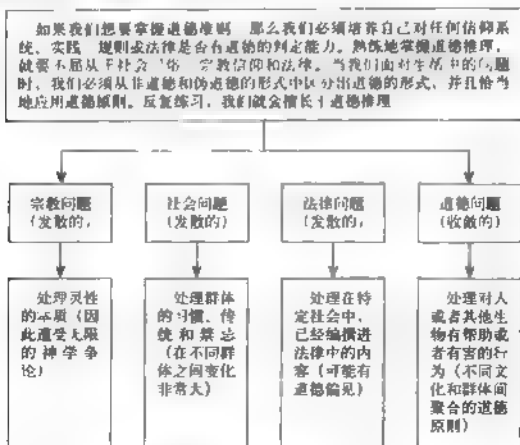 如果我们想要掌握道德准则 那么我们必须培养自己对任何信仰系
统、实践 规则或法律是否有道德的判定能力。熟练地掌握道德推理，
就要不屈从于社会 宗教信仰和法律。当我们面对生活中的问题
时，我们必须从非道德和伪道德的形式中区分出道德的形式，并且恰当
地应用道德原则。反复练习，我们就会擅长于道德推理
宗教问题
（发散的，
社会问题
（发散的）
法律问题
（发散的）
道德问题
（收敛的）
处理灵性
的本质（因
此遭受无限
的神学争
论）
处理群体
的习惯、传
统和禁忌
（在不同群
体之间变化
非常大）
处理在特
定社会中，
已经编撰进
法律中的内
容（可能有
道德偏见）
处理对人
或者其他生
物有帮助或
者有害的行
为（不同文
化和群体间
聚合的道德
原则）